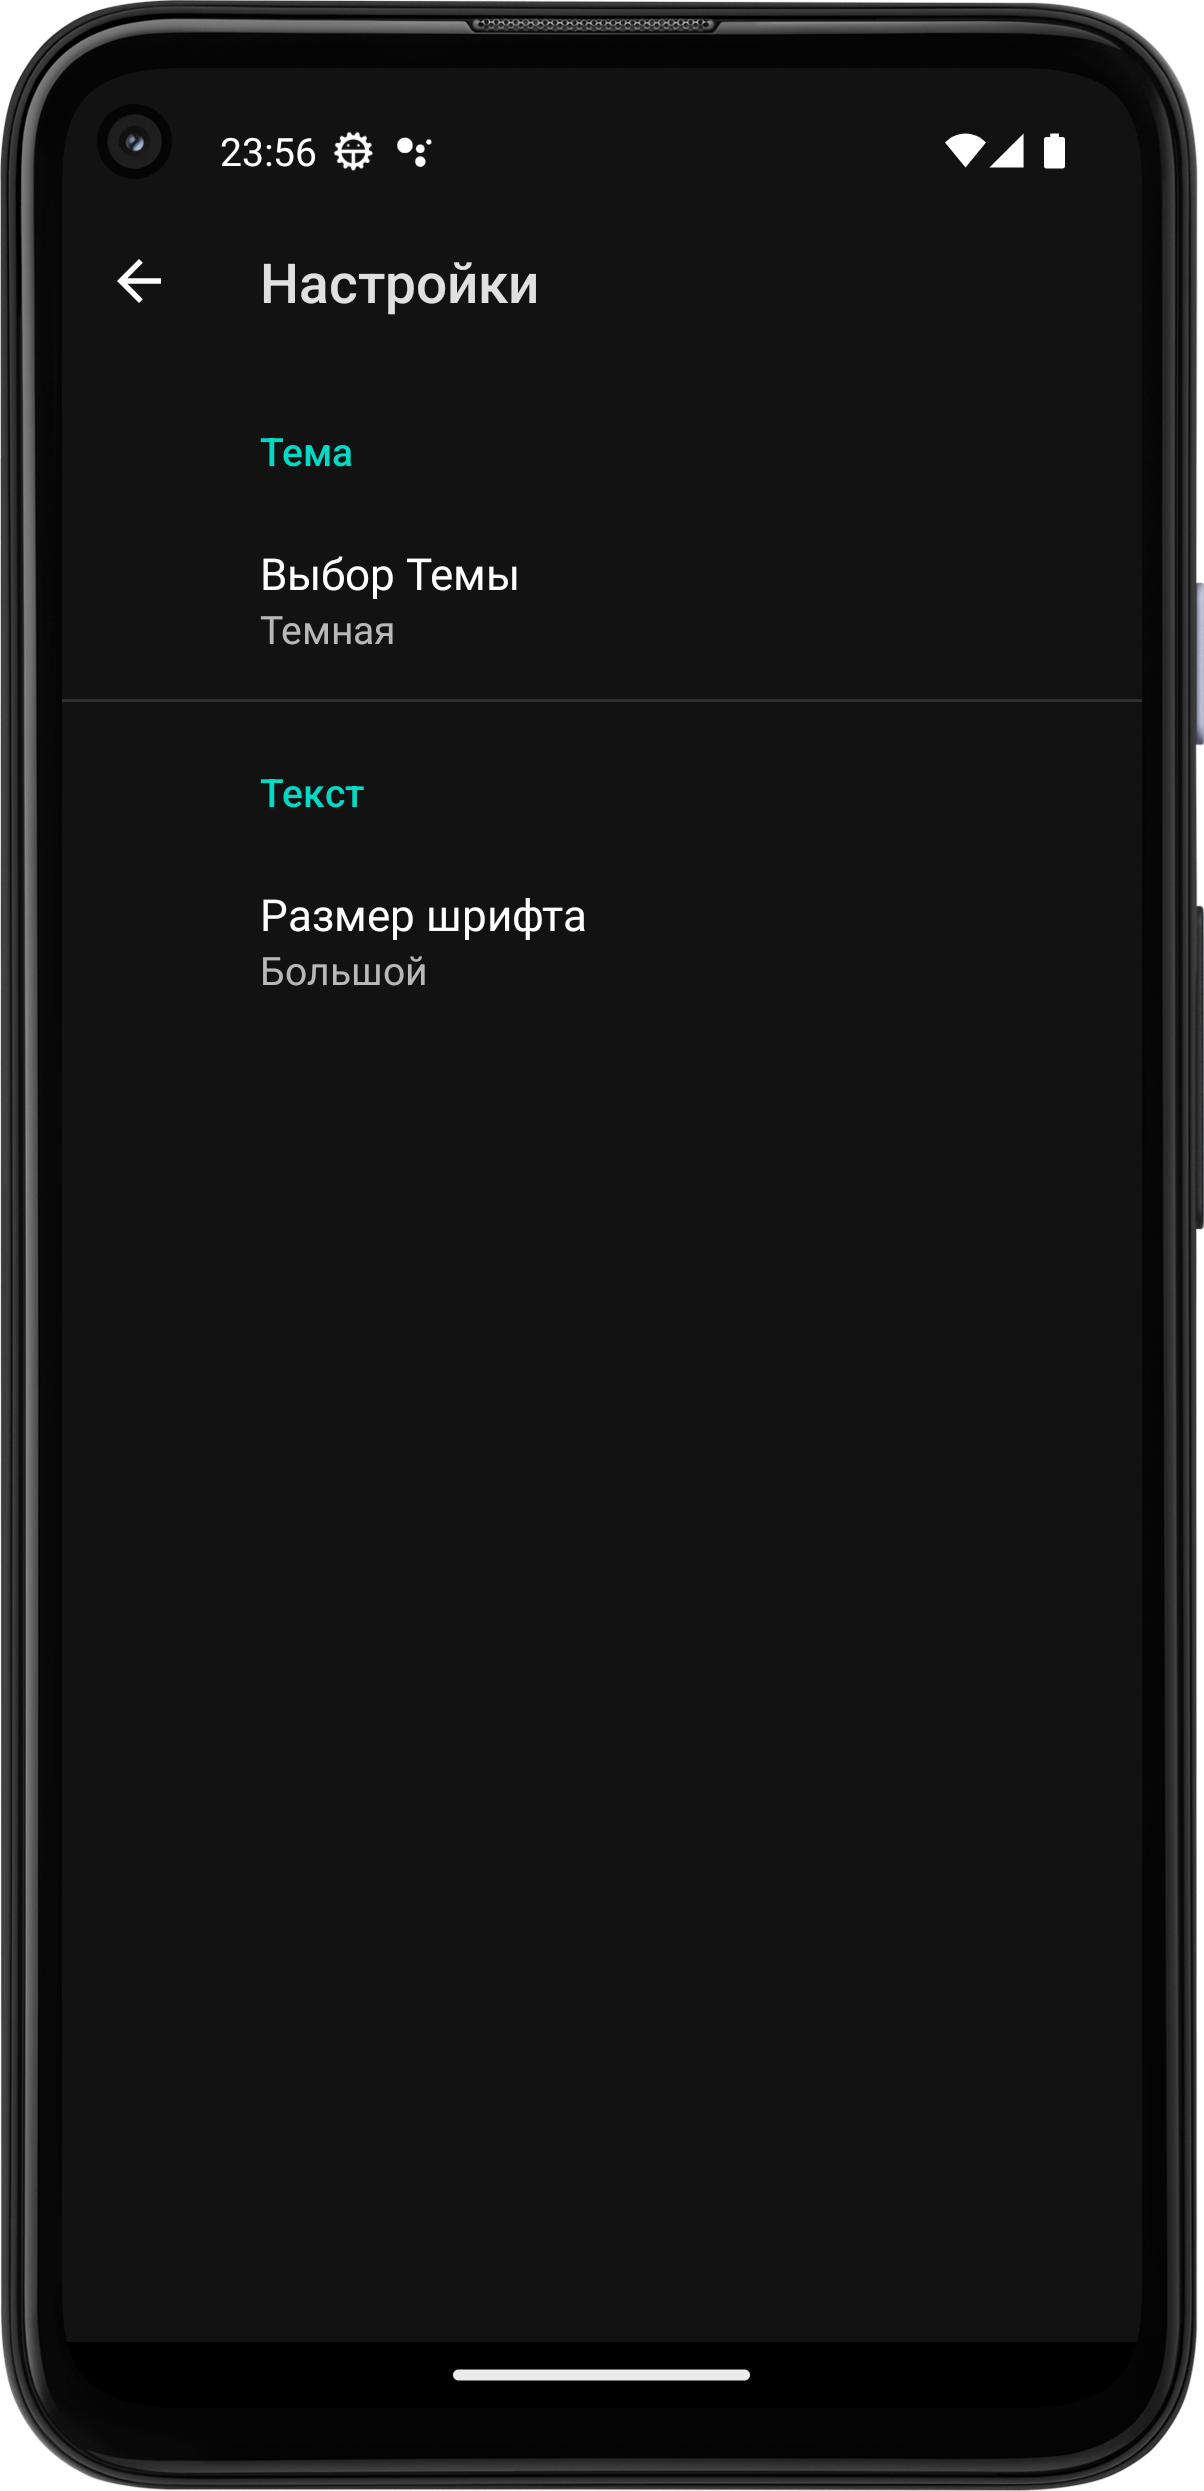 23:56
Настройки
Тема
Выбор Темы
Темная
Текст
Размер шрифта
Большой